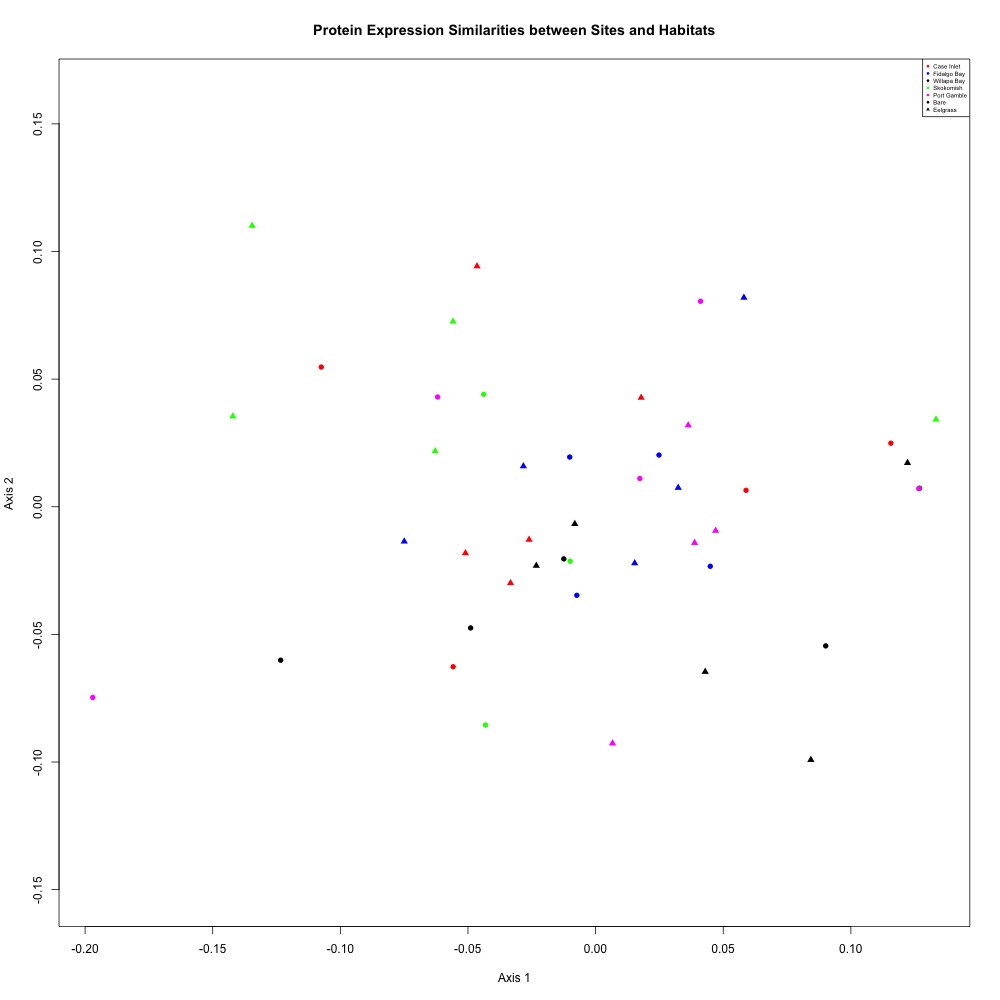 Protein Expression Similarities between Sites and Habitats
Case Inlet
Fidalgo Bay
Willapa Bay
Skokomish
Port Gamble
Bare
Eelgrass
0.15
0.10
0.05
0.00
-0.05
-0.10
-0.15
Axis 2
-0.20 -0.15 -0.10 -0.05 0.00 0.05 0.10
Axis 1